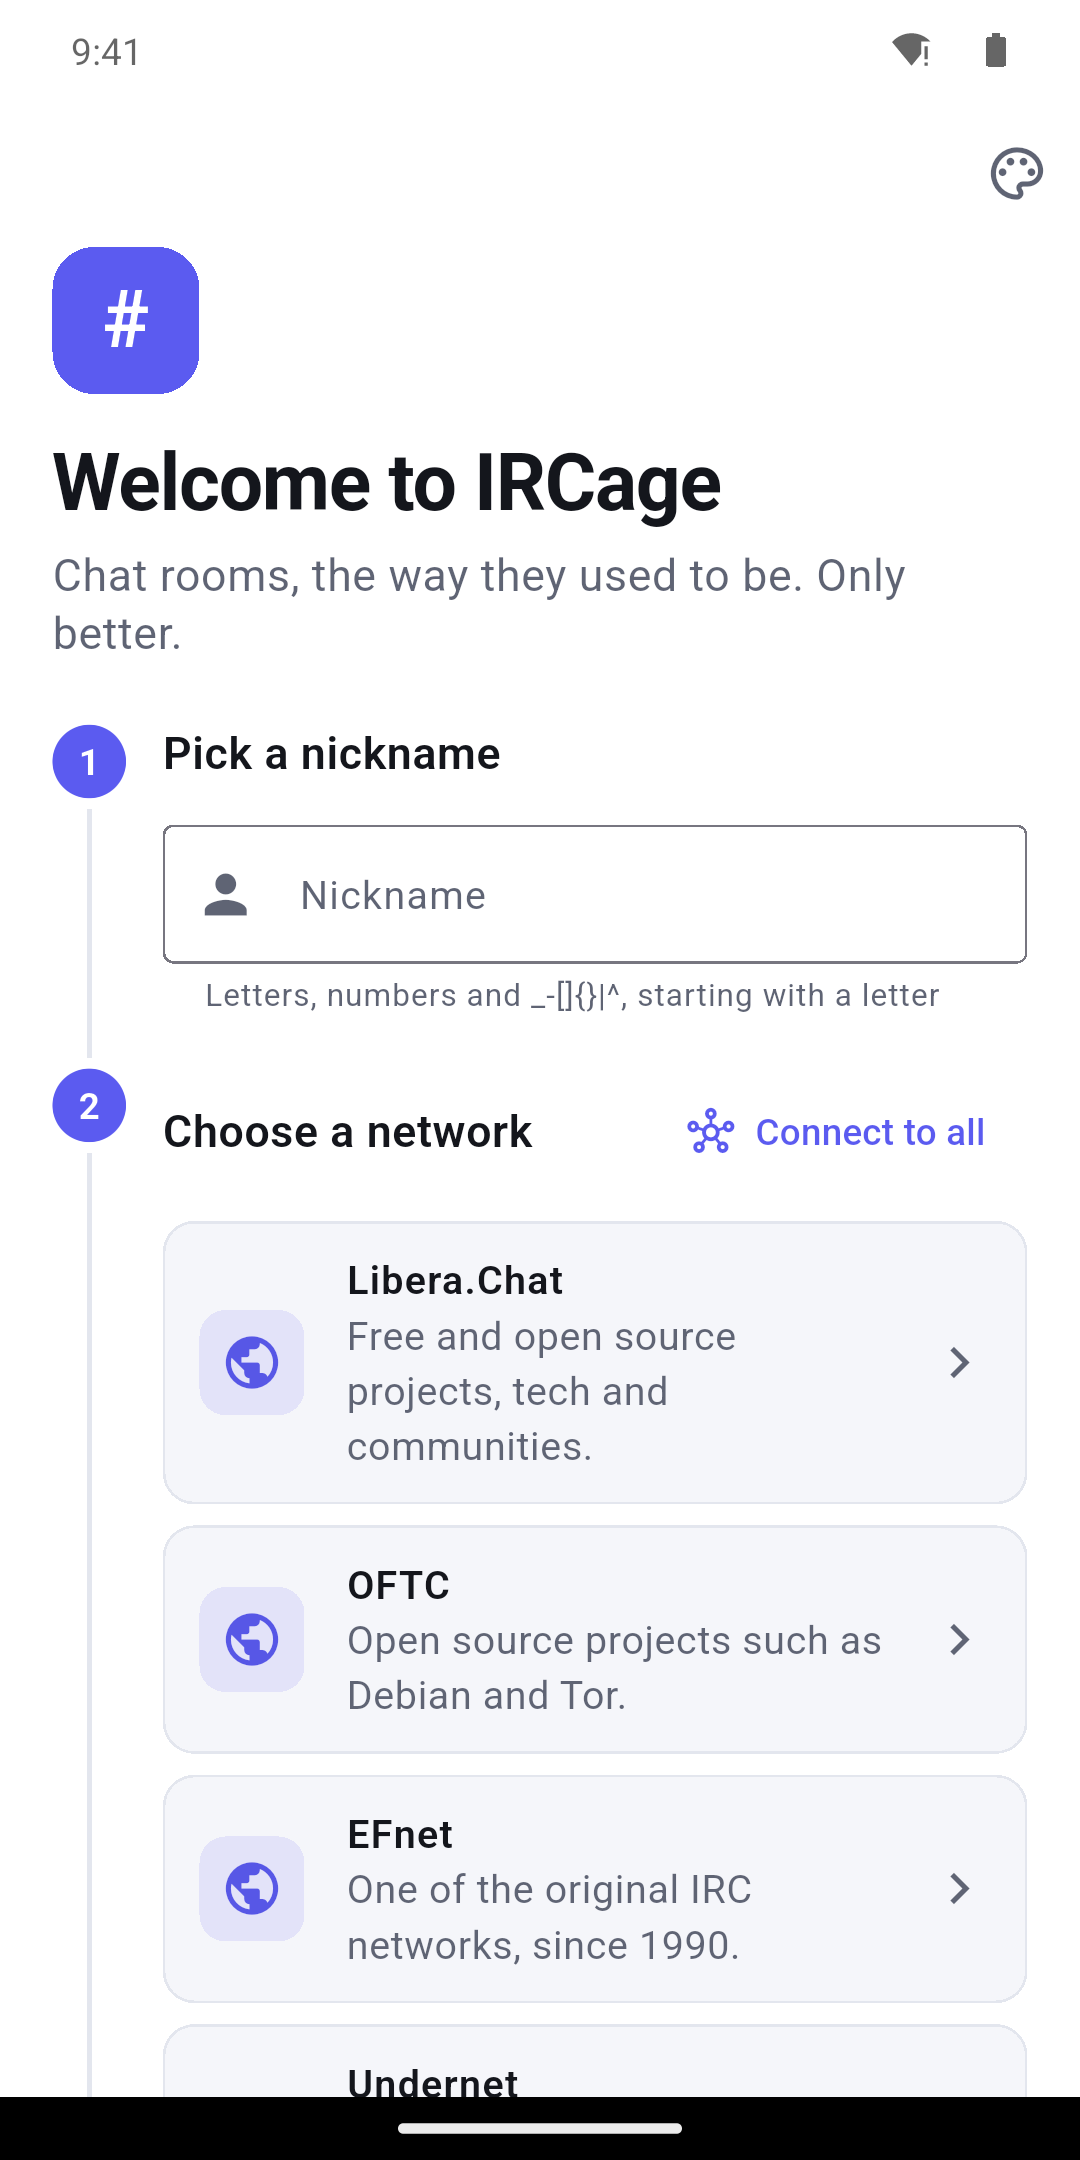 9:41
#
Welcome to IRCage
Chat rooms, the way they used to be. Only
better.
1
Pick a nickname
Nickname
Letters, numbers and _-[]{}|^, starting with a letter
2
Choose a network
Connect to all
Libera.Chat
Free and open source
projects, tech and
communities.
OFTC
Open source projects such as
Debian and Tor.
EFnet
One of the original IRC
networks, since 1990.
Undernet